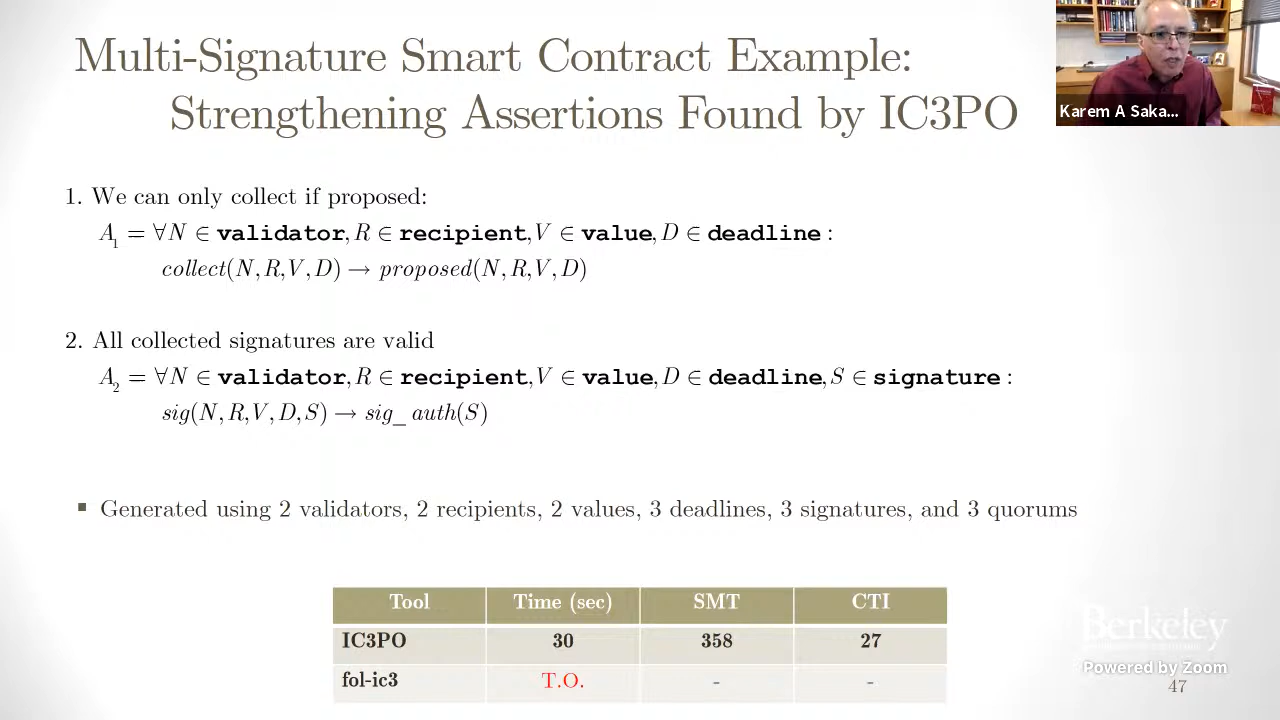 Multi-Signature Smart Contract Example:
Strengthening Assertions Found by IC3PO
Karem A Saka...
1. We can only collect if proposed:
A₁ = ∀N ∈ validator, R ∈ recipient, V ∈ value, D ∈ deadline :
collect(N, R, V, D) → proposed(N, R, V, D)
2. All collected signatures are valid
A₂ = ∀N ∈ validator, R ∈ recipient, V ∈ value, D ∈ deadline, S ∈ signature :
sig(N, R, V, D, S) → sig_auth(S)
▪ Generated using 2 validators, 2 recipients, 2 values, 3 deadlines, 3 signatures, and 3 quorums
Tool Time (sec) SMT CTI
IC3PO 30 358 27
fol-ic3 T.O. - -
Berkeley
Powered by Zoom
47